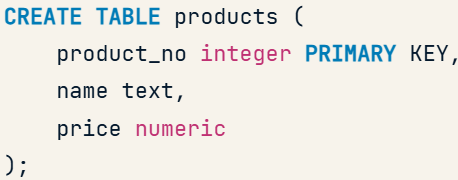 CREATE TABLE products (
    product_no integer PRIMARY KEY,
    name text,
    price numeric
);